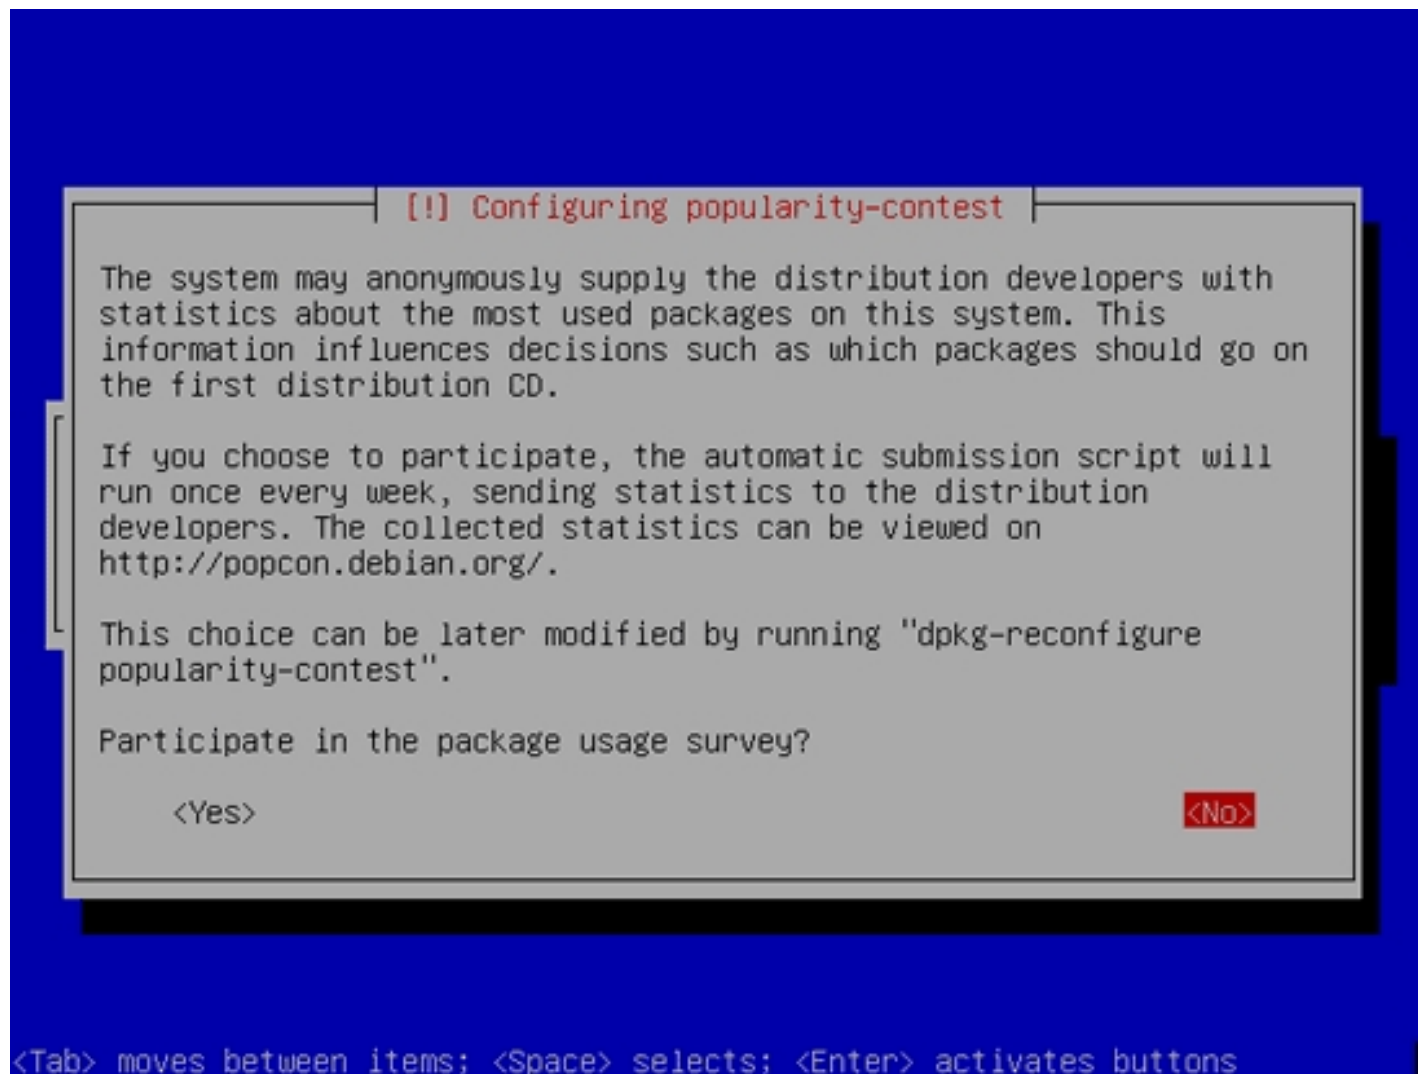 [!] Configuring popularity-contest
The system may anonymously supply the distribution developers with
statistics about the most used packages on this system. This
information influences decisions such as which packages should go on
the first distribution CD.
If you choose to participate, the automatic submission script will
run once every week, sending statistics to the distribution
developers. The collected statistics can be viewed on
http://popcon.debian.org/.
This choice can be later modified by running "dpkg-reconfigure
popularity-contest".
Participate in the package usage survey?
<Yes> <No>
<Tab> moves between items; <Space> selects; <Enter> activates buttons